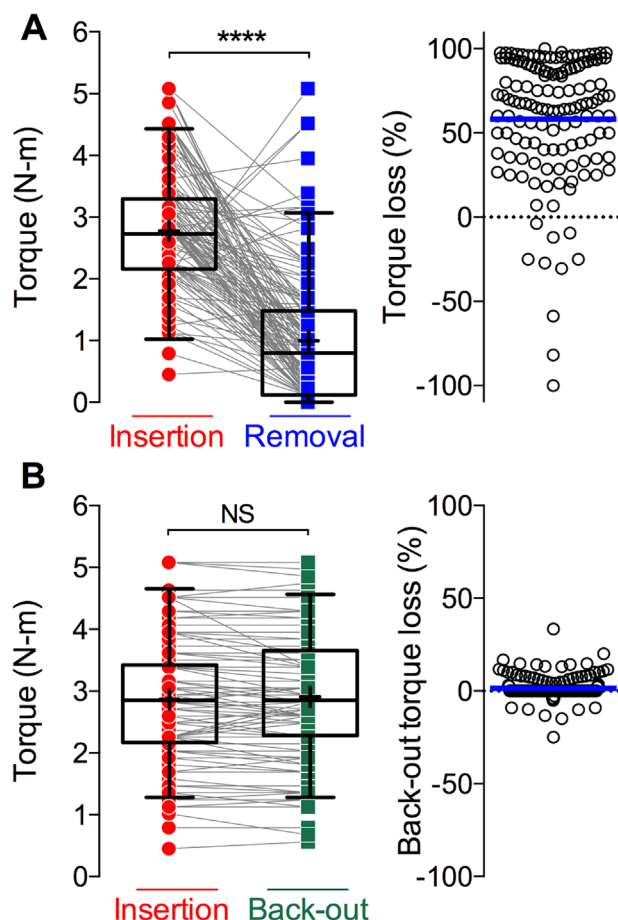 A
Torque (N-m)
6
5
4
3
2
1
0
****
Insertion
Removal
Torque loss (%)
100
50
0
-50
-100
B
Torque (N-m)
6
5
4
3
2
1
0
NS
Insertion
Back-out
Back-out torque loss (%)
100
50
0
-50
-100